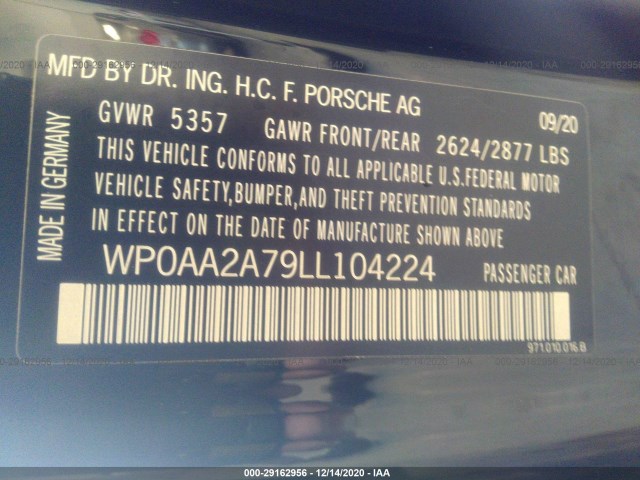 MFD BY DR. ING. H.C. F. PORSCHE AG 09/20
GVWR 5357 GAWR FRONT/REAR 2624/2877 LBS
THIS VEHICLE CONFORMS TO ALL APPLICABLE U.S.FEDERAL MOTOR
VEHICLE SAFETY,BUMPER,AND THEFT PREVENTION STANDARDS
IN EFFECT ON THE DATE OF MANUFACTURE SHOWN ABOVE
MADE IN GERMANY
WP0AA2A79LL104224 PASSENGER CAR
971.010.016 B
000-29162956 - 12/14/2020 - IAA